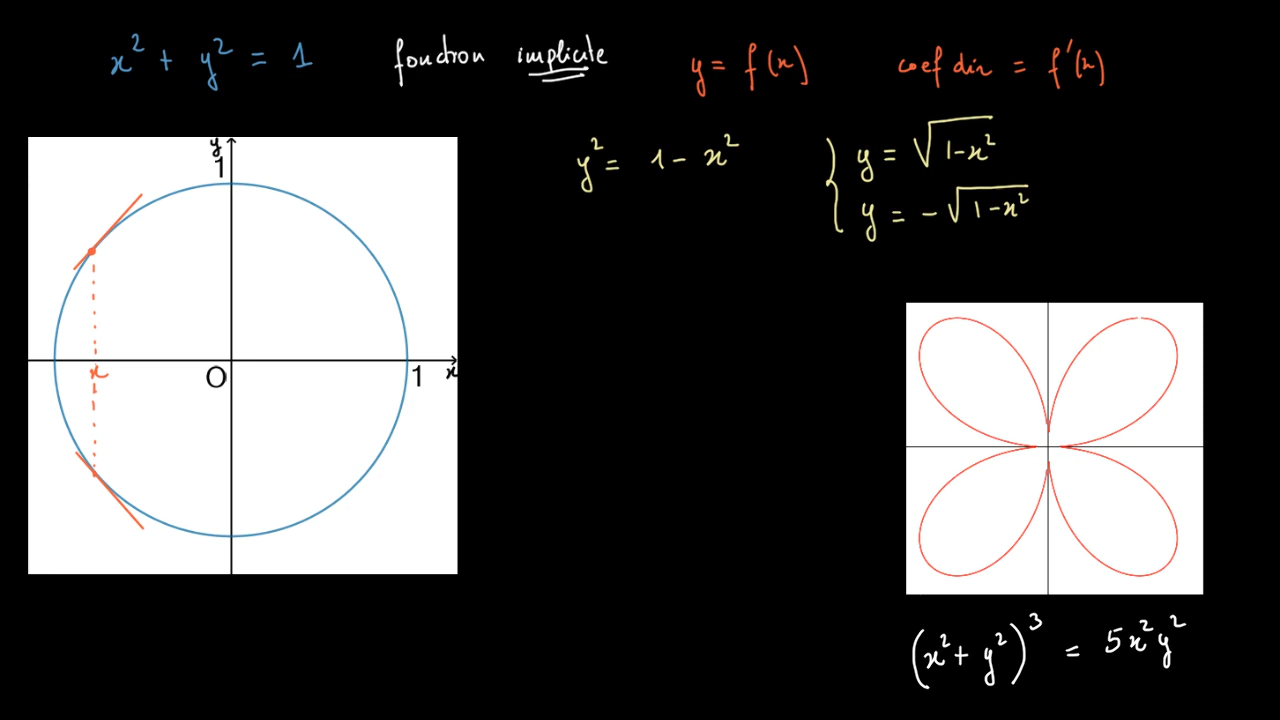 x² + y² = 1 fonction implicite y = f(x) coef dir = f'(x)
y² = 1 - x²
y = √(1-x²)
y = -√(1-x²)
y
1
x
O
1
x
(x² + y²)³ = 5x²y²